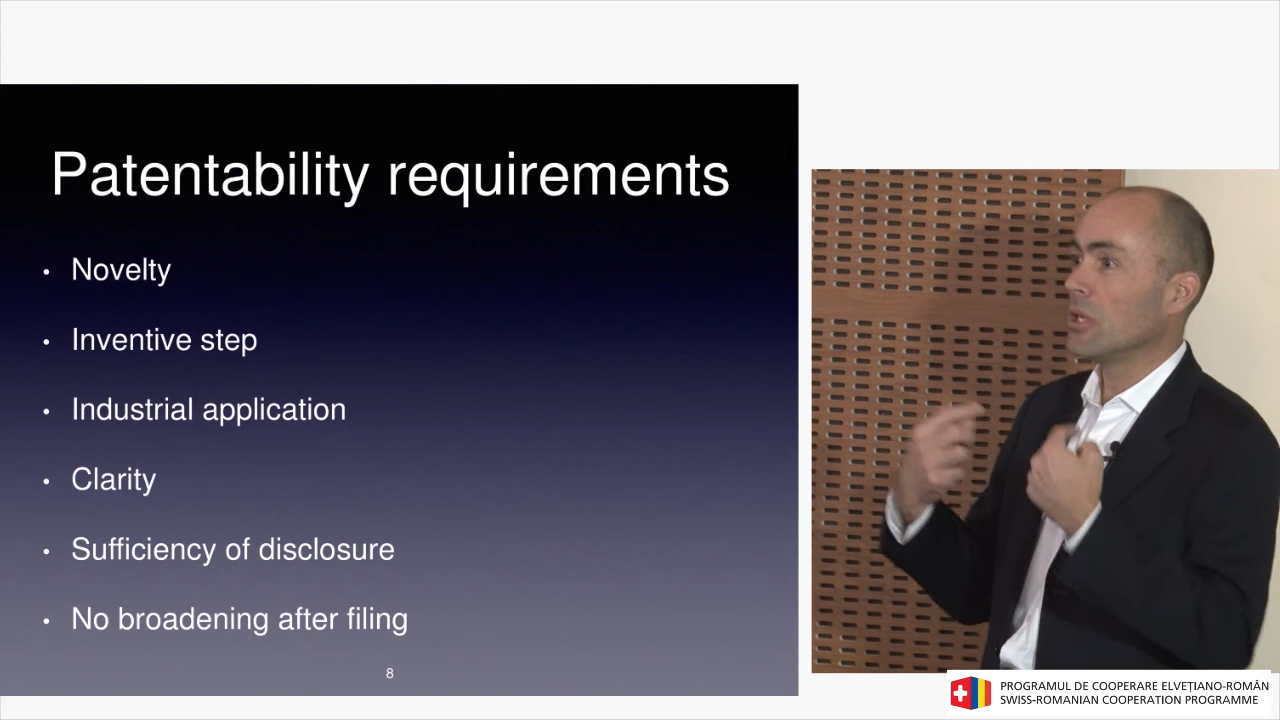 Patentability requirements
• Novelty
• Inventive step
• Industrial application
• Clarity
• Sufficiency of disclosure
• No broadening after filing
8
PROGRAMUL DE COOPERARE ELVEȚIANO-ROMÂN
SWISS-ROMANIAN COOPERATION PROGRAMME